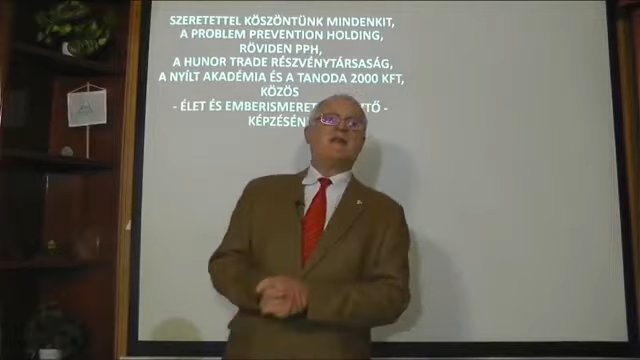 SZERETETTEL KÖSZÖNTÜNK MINDENKIT,
A PROBLEM PREVENTION HOLDING,
RÖVIDEN PPH,
A HUNOR TRADE RÉSZVÉNYTÁRSASÁG,
A NYÍLT AKADÉMIA ÉS A TANODA 2000 KFT,
KÖZÖS
- ÉLET ÉS EMBERISMERET